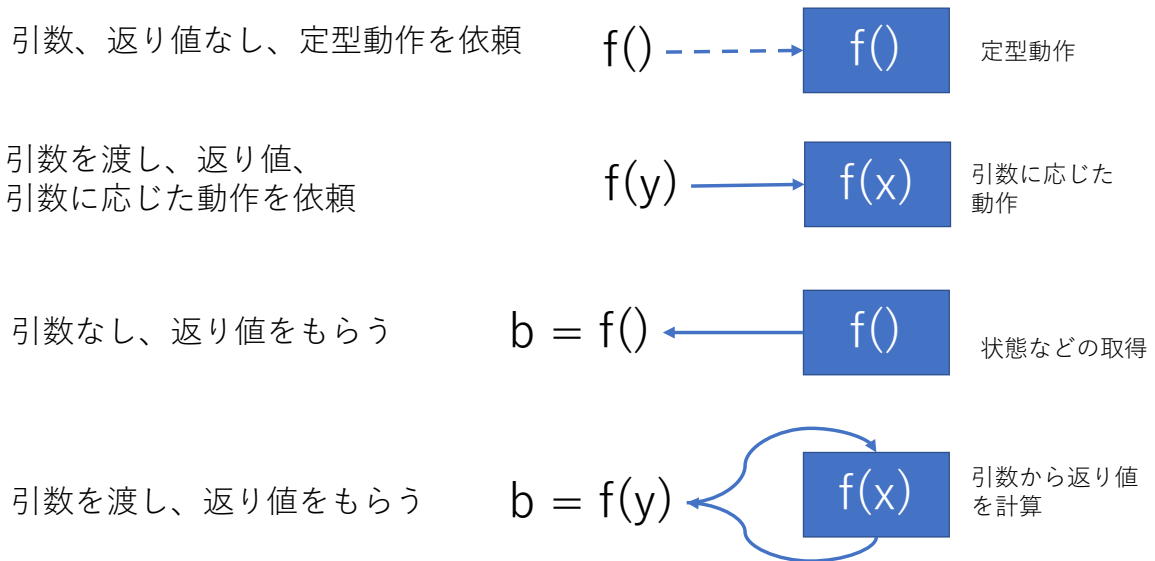 引数、返り値なし、定型動作を依頼
f()
f()
定型動作
引数を渡し、返り値、
引数に応じた動作を依頼
f(y)
f(x)
引数に応じた
動作
引数なし、返り値をもらう
b = f()
f()
状態などの取得
引数を渡し、返り値をもらう
b = f(y)
f(x)
引数から返り値
を計算